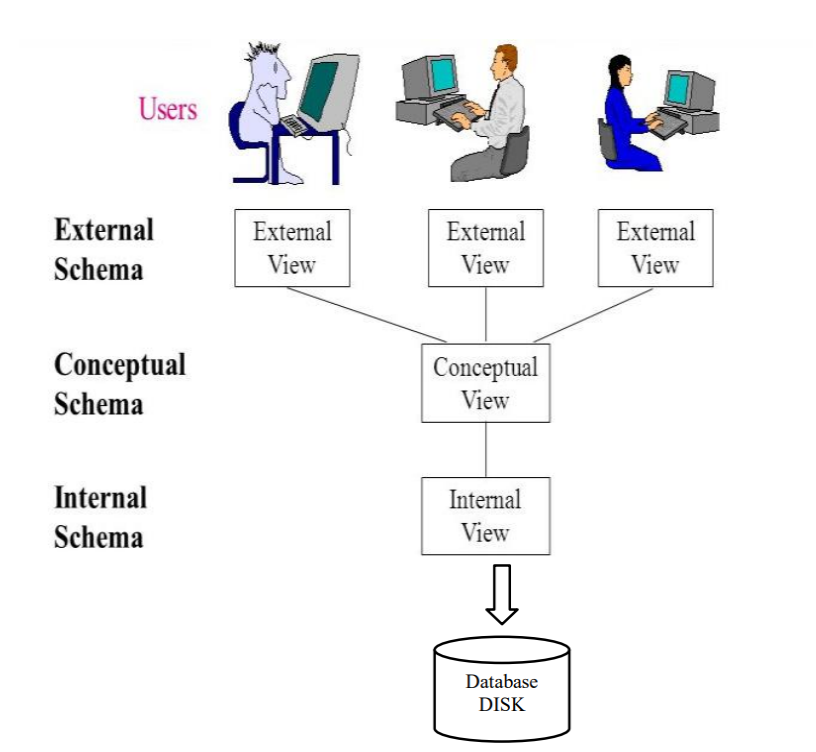 Users
External
Schema
External
View
External
View
External
View
Conceptual
Schema
Conceptual
View
Internal
Schema
Internal
View
Database
DISK